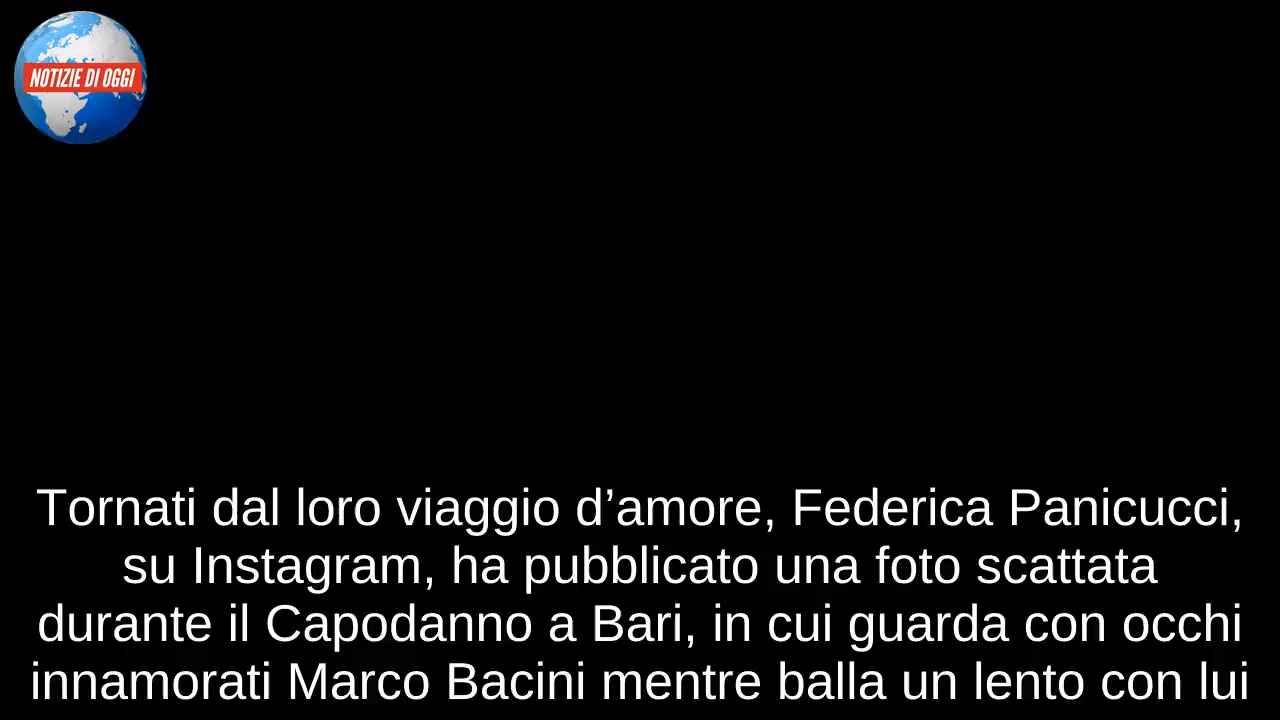 NOTIZIE DI OGGI
Tornati dal loro viaggio d’amore, Federica Panicucci,
su Instagram, ha pubblicato una foto scattata
durante il Capodanno a Bari, in cui guarda con occhi
innamorati Marco Bacini mentre balla un lento con lui